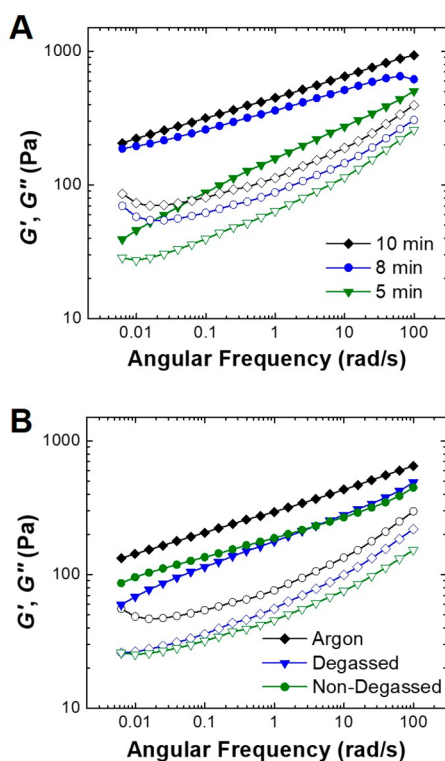 A
1000
100
10
G', G'' (Pa)
10 min
8 min
5 min
0.01 0.1 1 10 100
Angular Frequency (rad/s)
B
1000
100
10
G', G'' (Pa)
Argon
Degassed
Non-Degassed
0.01 0.1 1 10 100
Angular Frequency (rad/s)